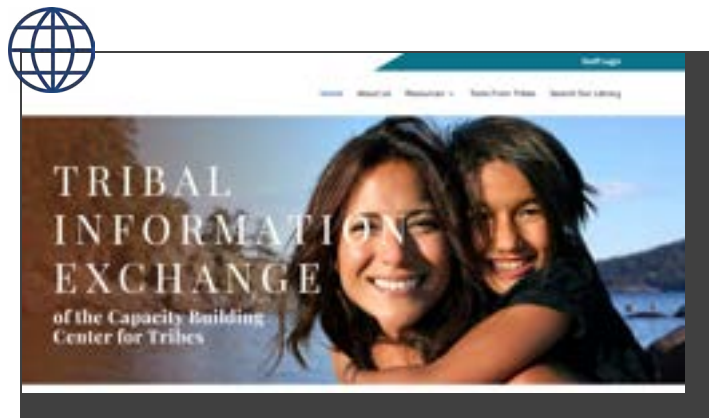 Staff Login
Home About Us Resources Tools From Tribes Search Our Library
TRIBAL
INFORMATION
EXCHANGE
of the Capacity Building
Center for Tribes